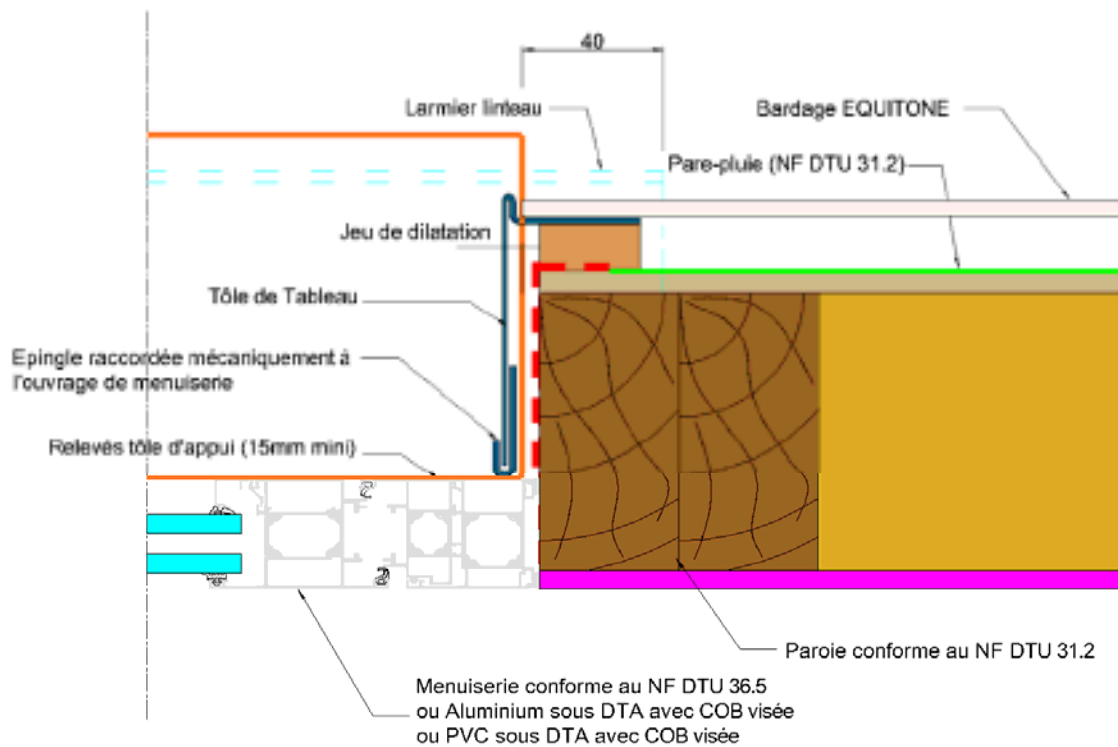 40
Larmier linteau
Bardage EQUITONE
Pare-pluie (NF DTU 31.2)
Jeu de dilatation
Tôle de Tableau
Epingle raccordée mécaniquement à
l'ouvrage de menuiserie
Relevés tôle d'appui (15mm mini)
Paroie conforme au NF DTU 31.2
Menuiserie conforme au NF DTU 36.5
ou Aluminium sous DTA avec COB visée
ou PVC sous DTA avec COB visée